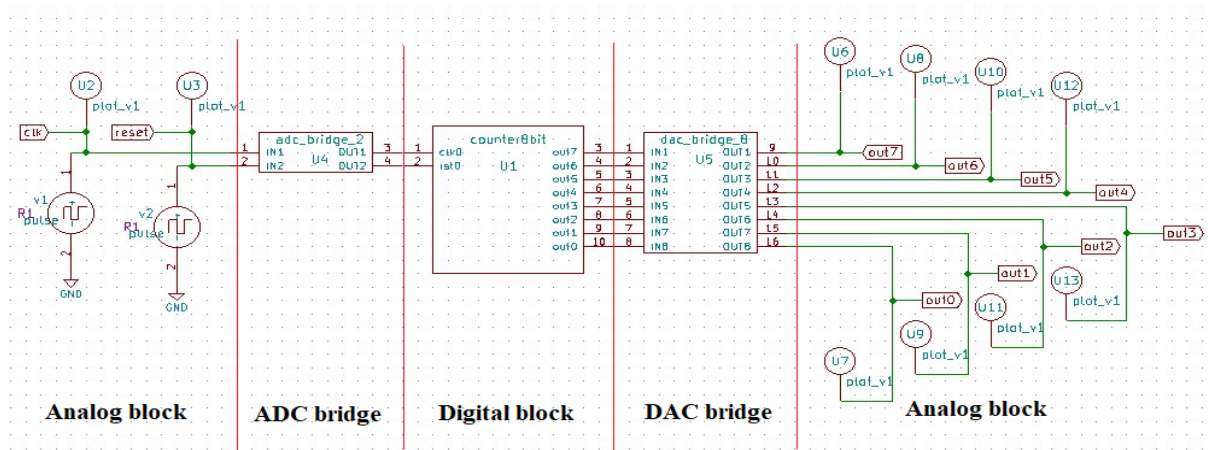 U2
plot_v1
U3
plot_v1
clk
reset
1
v1
R1
pulse
2
GND
1
v2
R1
pulse
2
GND
adc_bridge_2
1 IN1 OUT1 3
2 IN2 OUT2 4
U4
counter8bit
U1
1 clk0 out7 3
2 rst0 out6 4
out5 5
out4 6
out3 7
out2 8
out1 9
out0 10
dac_bridge_8
U5
1 IN1 OUT1 9
2 IN2 OUT2 10
3 IN3 OUT3 11
4 IN4 OUT4 12
5 IN5 OUT5 13
6 IN6 OUT6 14
7 IN7 OUT7 15
8 IN8 OUT8 16
U6
plot_v1
U8
plot_v1
U10
plot_v1
U12
plot_v1
out7
out6
out5
out4
out3
out2
out1
out0
U13
plot_v1
U11
plot_v1
U9
plot_v1
U7
plot_v1
Analog block
ADC bridge
Digital block
DAC bridge
Analog block